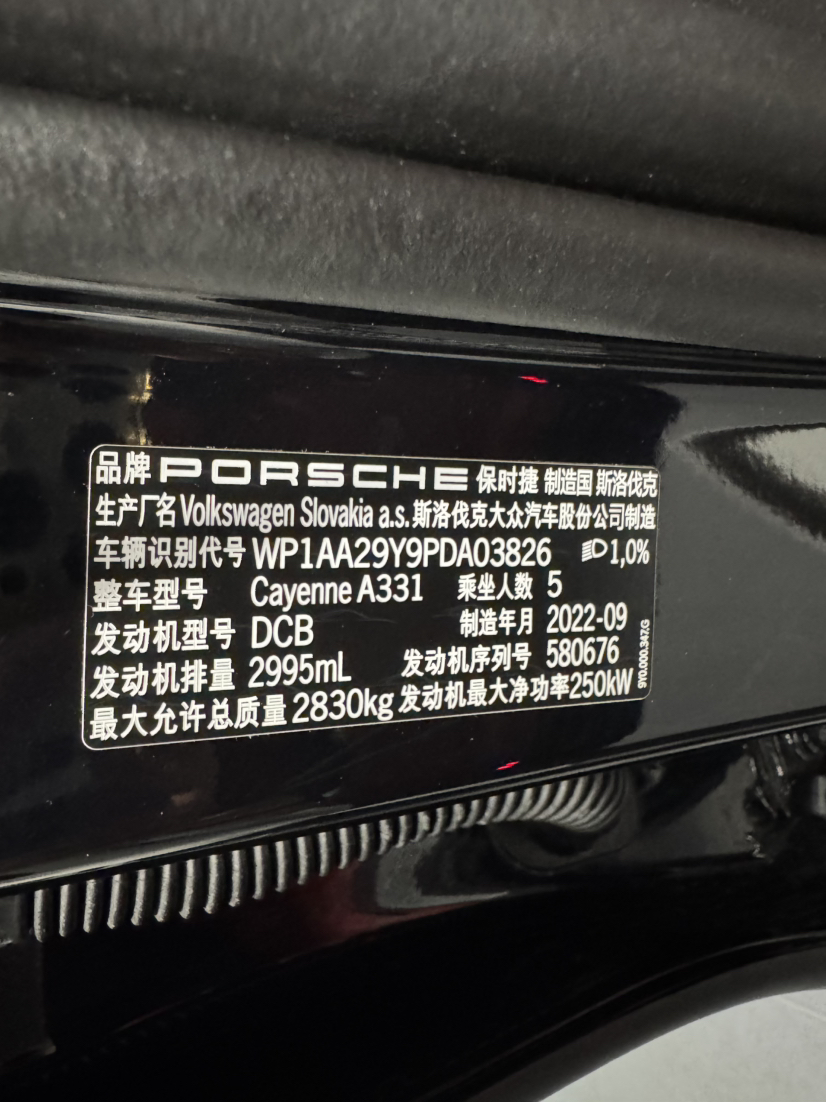 品牌 PORSCHE 保时捷 制造国 斯洛伐克
生产厂名 Volkswagen Slovakia a.s. 斯洛伐克大众汽车股份公司制造
车辆识别代号 WP1AA29Y9PDA03826 1,0%
整车型号 Cayenne A331 乘坐人数 5
发动机型号 DCB 制造年月 2022-09
发动机排量 2995mL 发动机序列号 580676
最大允许总质量 2830kg 发动机最大净功率 250kW
9Y0.000.347.G